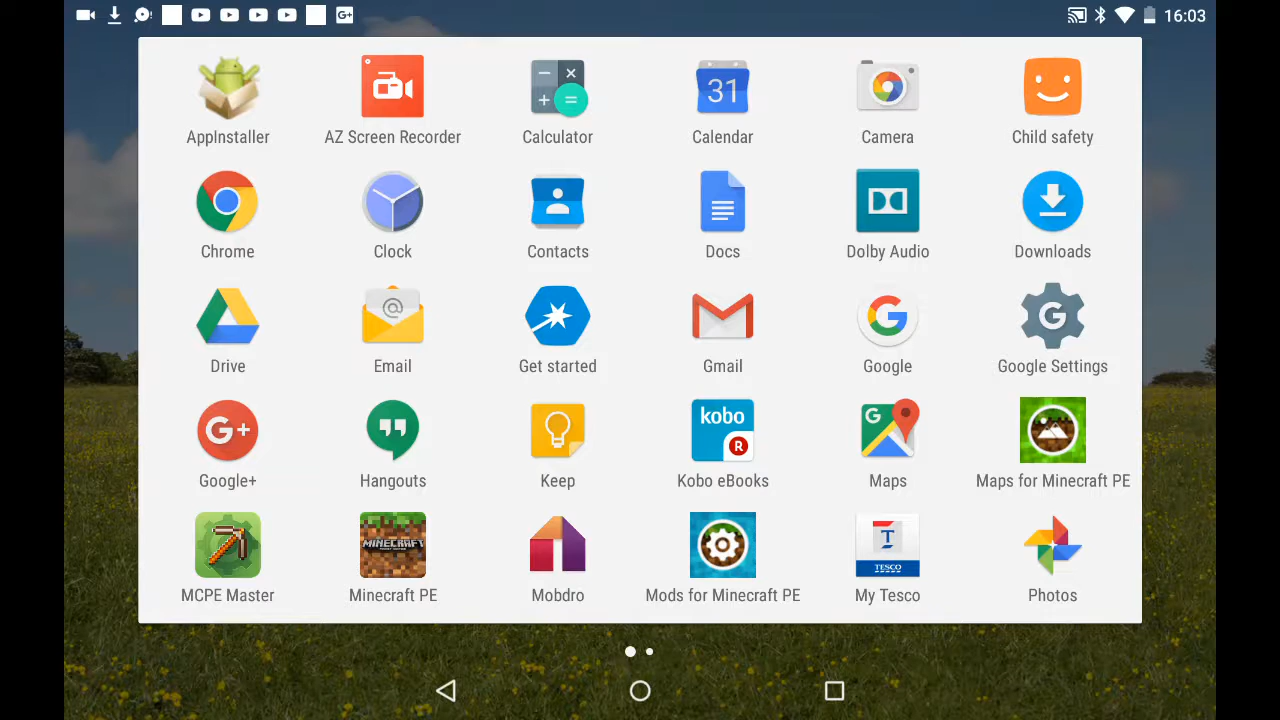 16:03
31
AppInstaller AZ Screen Recorder Calculator Calendar Camera Child safety
Chrome Clock Contacts Docs Dolby Audio Downloads
@ G G
Drive Email Get started Gmail Google Google Settings
G+ kobo G
R
Google+ Hangouts Keep Kobo eBooks Maps Maps for Minecraft PE
MINECRAFT T
TESCO
MCPE Master Minecraft PE Mobdro Mods for Minecraft PE My Tesco Photos